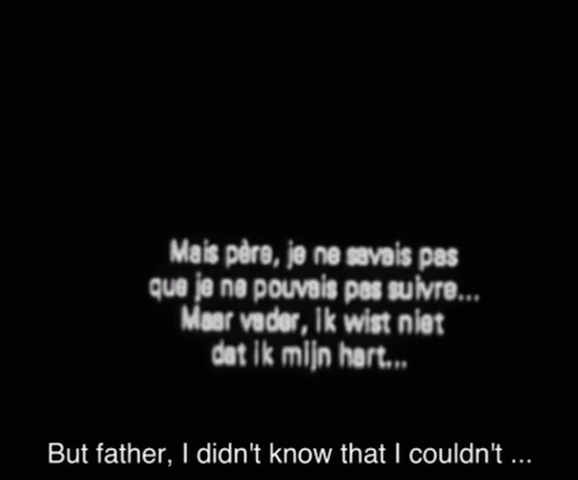 Mais père, je ne savais pas
que je ne pouvais pas suivre...
Maar vader, ik wist niet
dat ik mijn hart...
But father, I didn't know that I couldn't ...